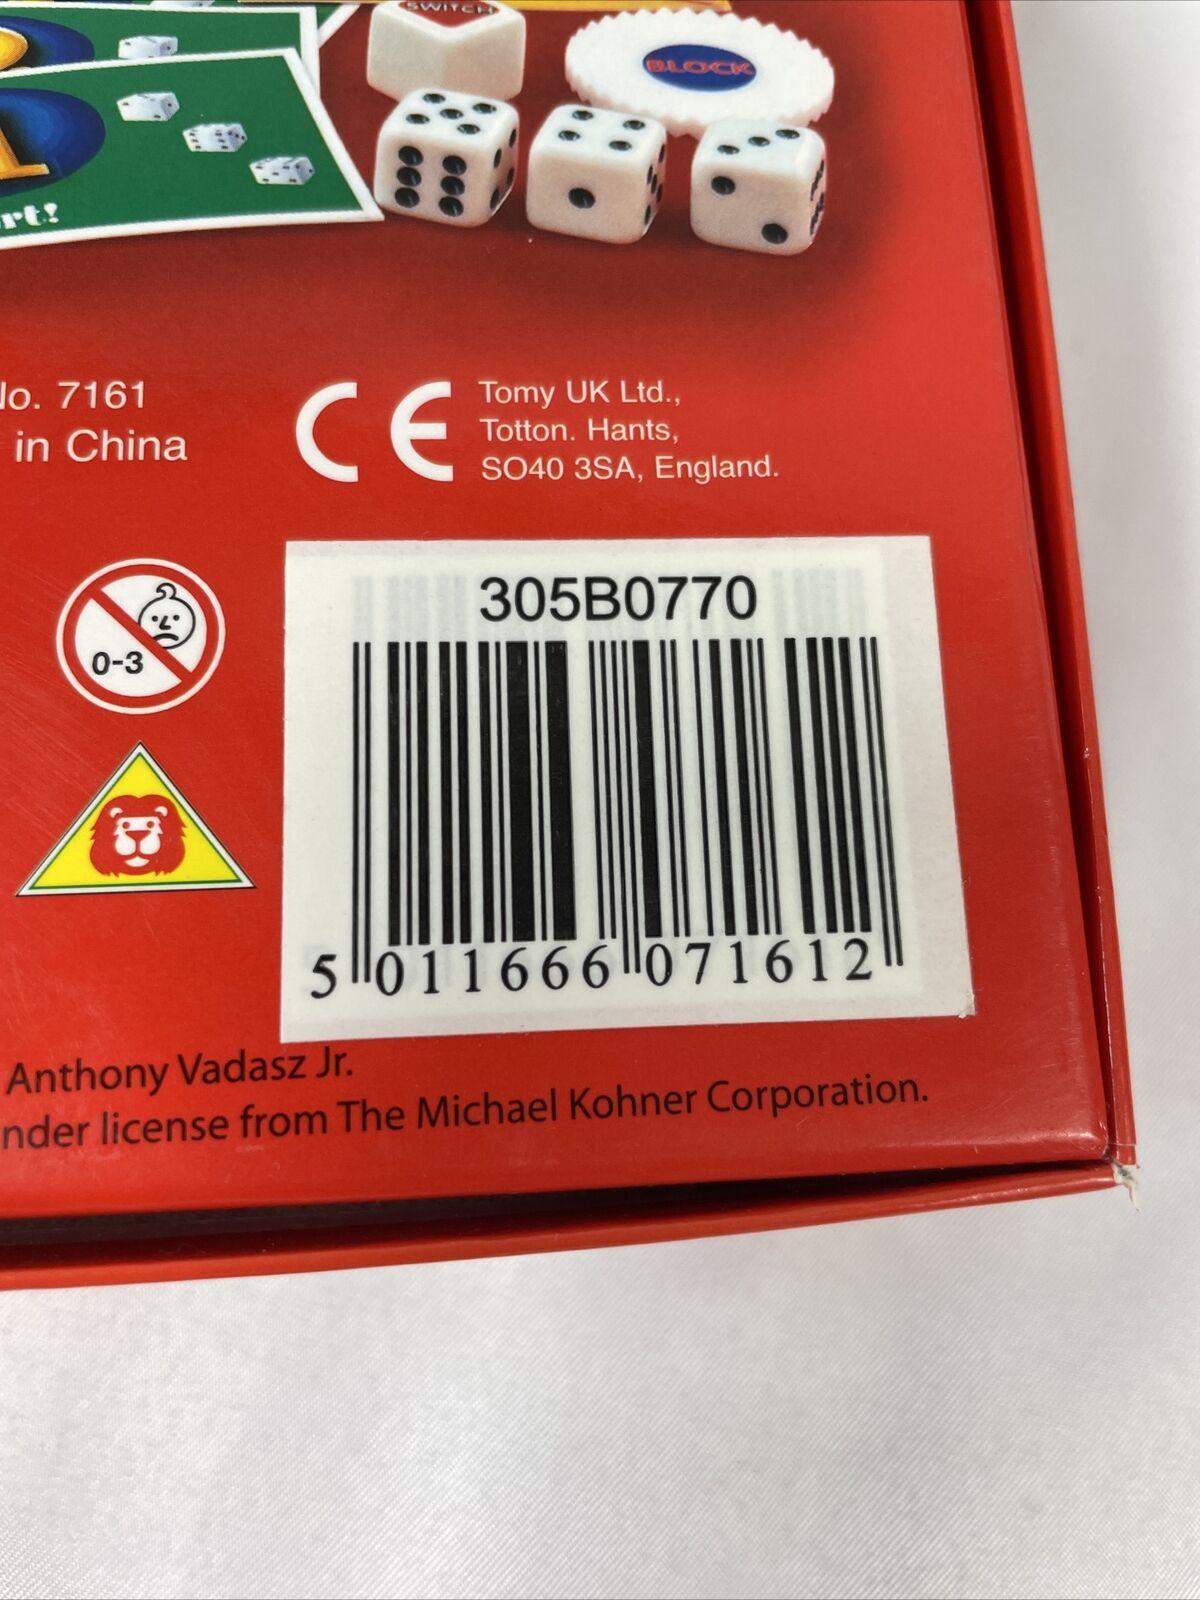 SWITCH
BLOCK
rt!
No. 7161
in China
CE
Tomy UK Ltd.,
Totton. Hants,
SO40 3SA, England.
0-3
305B0770
5 011666 071612
Anthony Vadasz Jr.
nder license from The Michael Kohner Corporation.